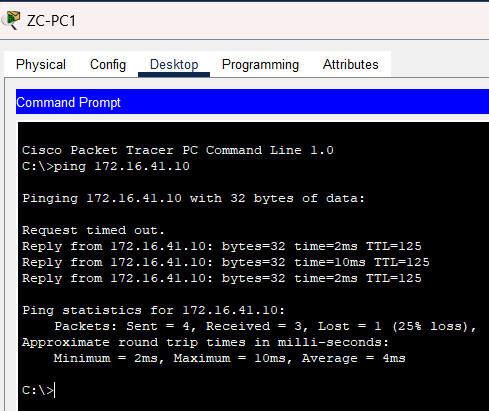 ZC-PC1
Physical Config Desktop Programming Attributes
Command Prompt
Cisco Packet Tracer PC Command Line 1.0
C:\>ping 172.16.41.10
Pinging 172.16.41.10 with 32 bytes of data:
Request timed out.
Reply from 172.16.41.10: bytes=32 time=2ms TTL=125
Reply from 172.16.41.10: bytes=32 time=10ms TTL=125
Reply from 172.16.41.10: bytes=32 time=2ms TTL=125
Ping statistics for 172.16.41.10:
Packets: Sent = 4, Received = 3, Lost = 1 (25% loss),
Approximate round trip times in milli-seconds:
Minimum = 2ms, Maximum = 10ms, Average = 4ms
C:\>